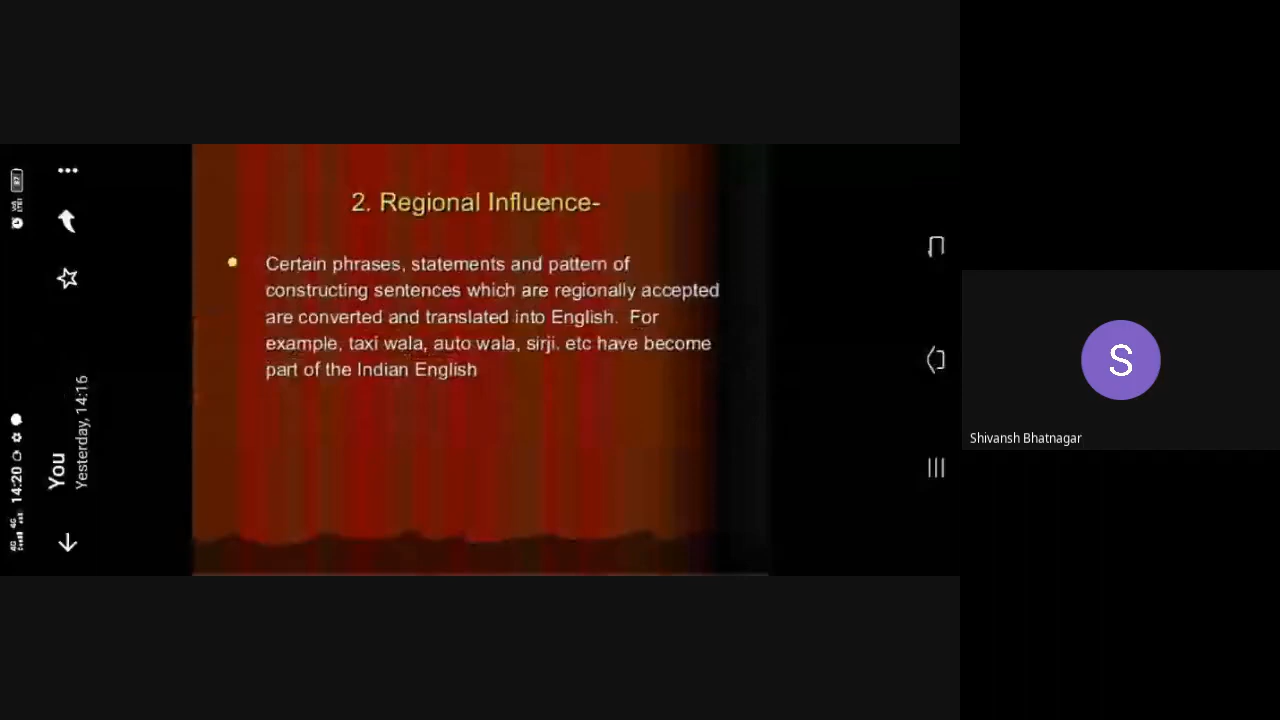 2. Regional Influence-
Certain phrases, statements and pattern of
constructing sentences which are regionally accepted
are converted and translated into English. For
example, taxi wala, auto wala, sirji. etc have become
part of the Indian English
14:20
You
Yesterday, 14:16
S
Shivansh Bhatnagar